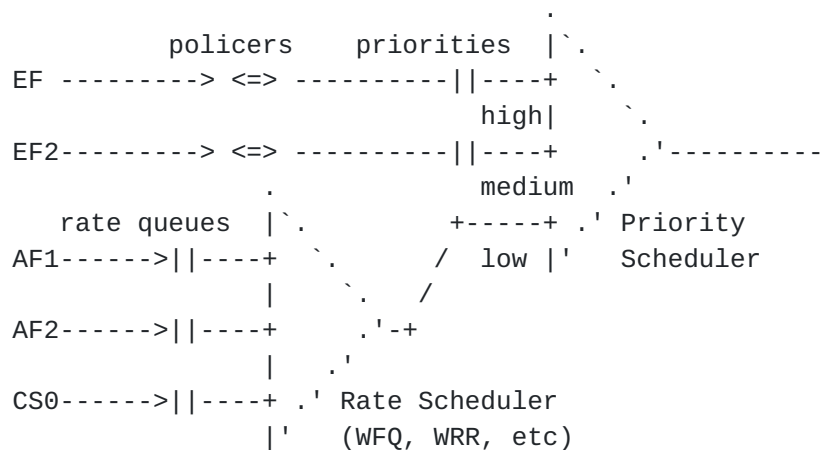 policers priorities
EF
high
EF2
medium
rate queues Priority
AF1 low Scheduler
AF2
CS0 Rate Scheduler
(WFQ, WRR, etc)